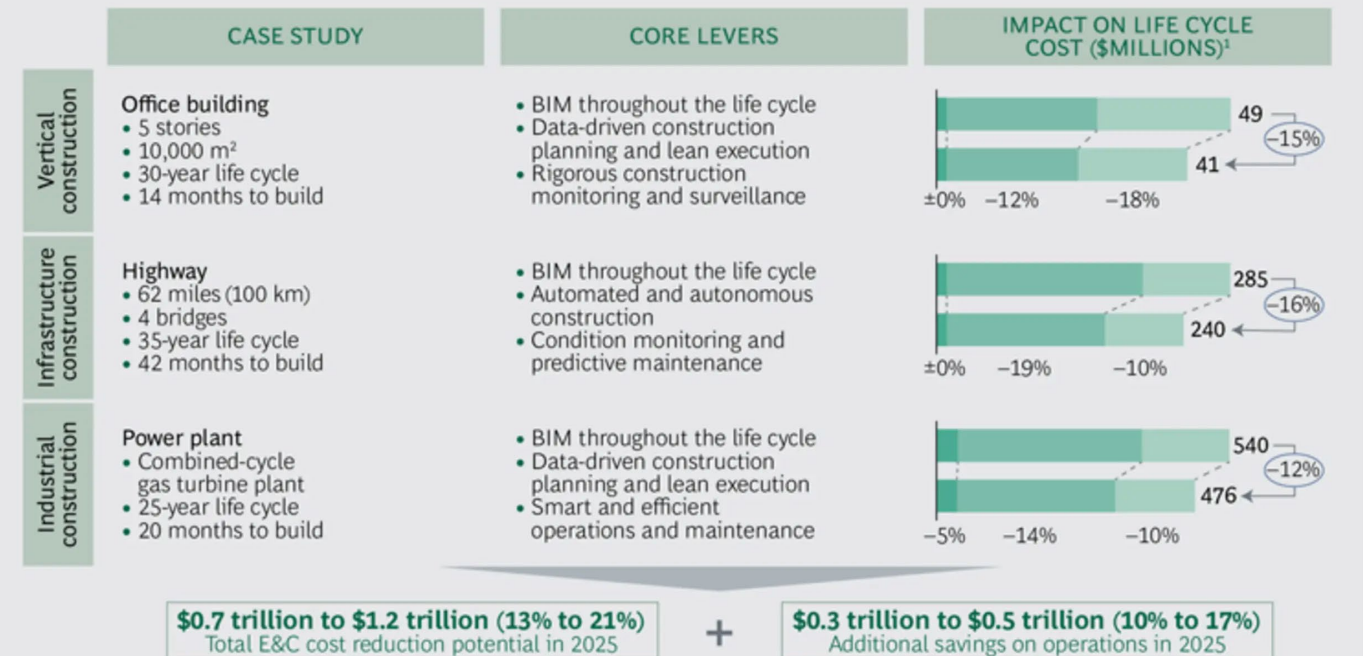 CASE STUDY
CORE LEVERS
IMPACT ON LIFE CYCLE
COST ($MILLIONS)¹
Vertical
construction
Office building
• 5 stories
• 10,000 m²
• 30-year life cycle
• 14 months to build
• BIM throughout the life cycle
• Data-driven construction
planning and lean execution
• Rigorous construction
monitoring and surveillance
49
–15%
41
±0% –12% –18%
Infrastructure
construction
Highway
• 62 miles (100 km)
• 4 bridges
• 35-year life cycle
• 42 months to build
• BIM throughout the life cycle
• Automated and autonomous
construction
• Condition monitoring and
predictive maintenance
285
–16%
240
±0% –19% –10%
Industrial
construction
Power plant
• Combined-cycle
gas turbine plant
• 25-year life cycle
• 20 months to build
• BIM throughout the life cycle
• Data-driven construction
planning and lean execution
• Smart and efficient
operations and maintenance
540
–12%
476
–5% –14% –10%
$0.7 trillion to $1.2 trillion (13% to 21%)
Total E&C cost reduction potential in 2025
+
$0.3 trillion to $0.5 trillion (10% to 17%)
Additional savings on operations in 2025